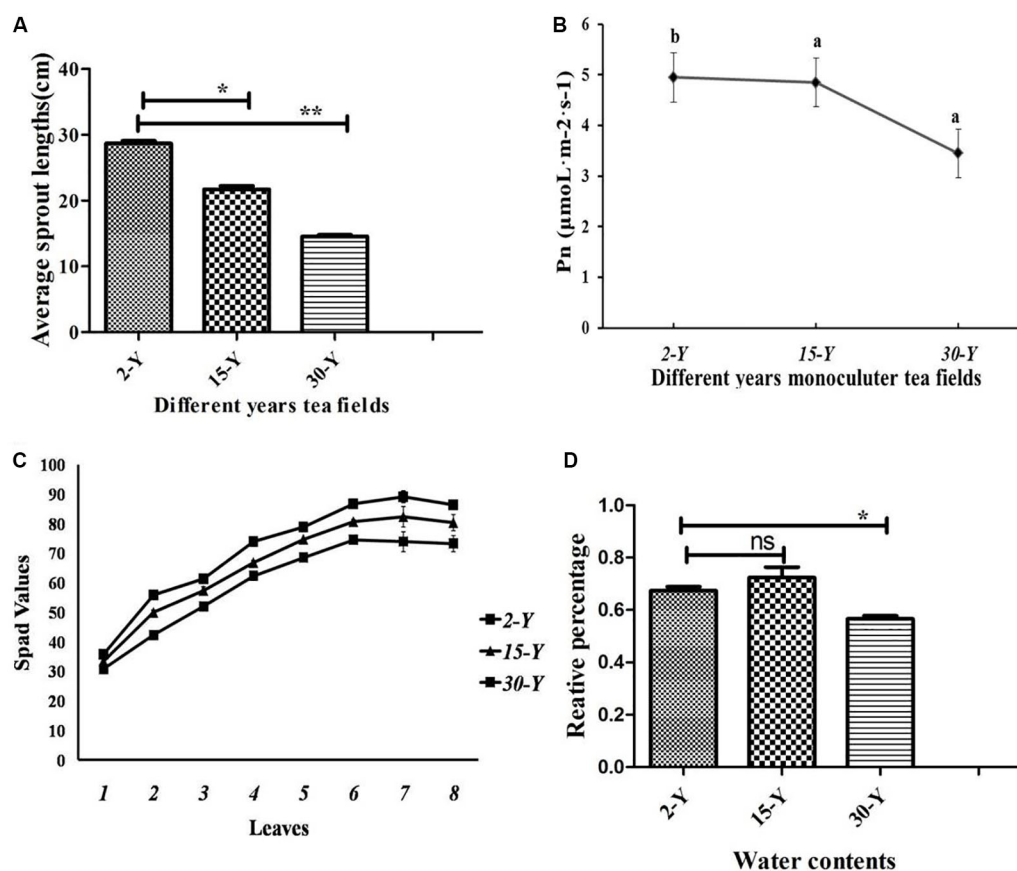 A
Average sprout lengths(cm)
40
30
20
10
0
*
**
2-Y
15-Y
30-Y
Different years tea fields
B
Pn (μmoL·m-2·s-1)
6
5
4
3
2
1
0
b
a
a
2-Y
15-Y
30-Y
Different years monoculuter tea fields
C
Spad Values
100
90
80
70
60
50
40
30
20
10
0
1 2 3 4 5 6 7 8
Leaves
2-Y
15-Y
30-Y
D
Reative percentage
1.0
0.8
0.6
0.4
0.2
0.0
*
ns
2-Y
15-Y
30-Y
Water contents